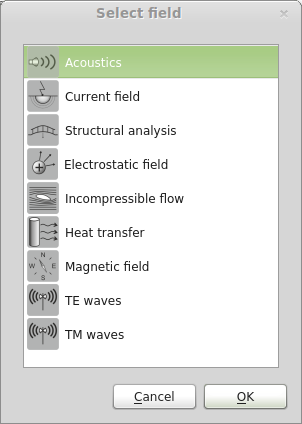 Select field
Acoustics
Current field
Structural analysis
Electrostatic field
Incompressible flow
Heat transfer
Magnetic field
N
W E
S
TE waves
TM waves
Cancel
OK